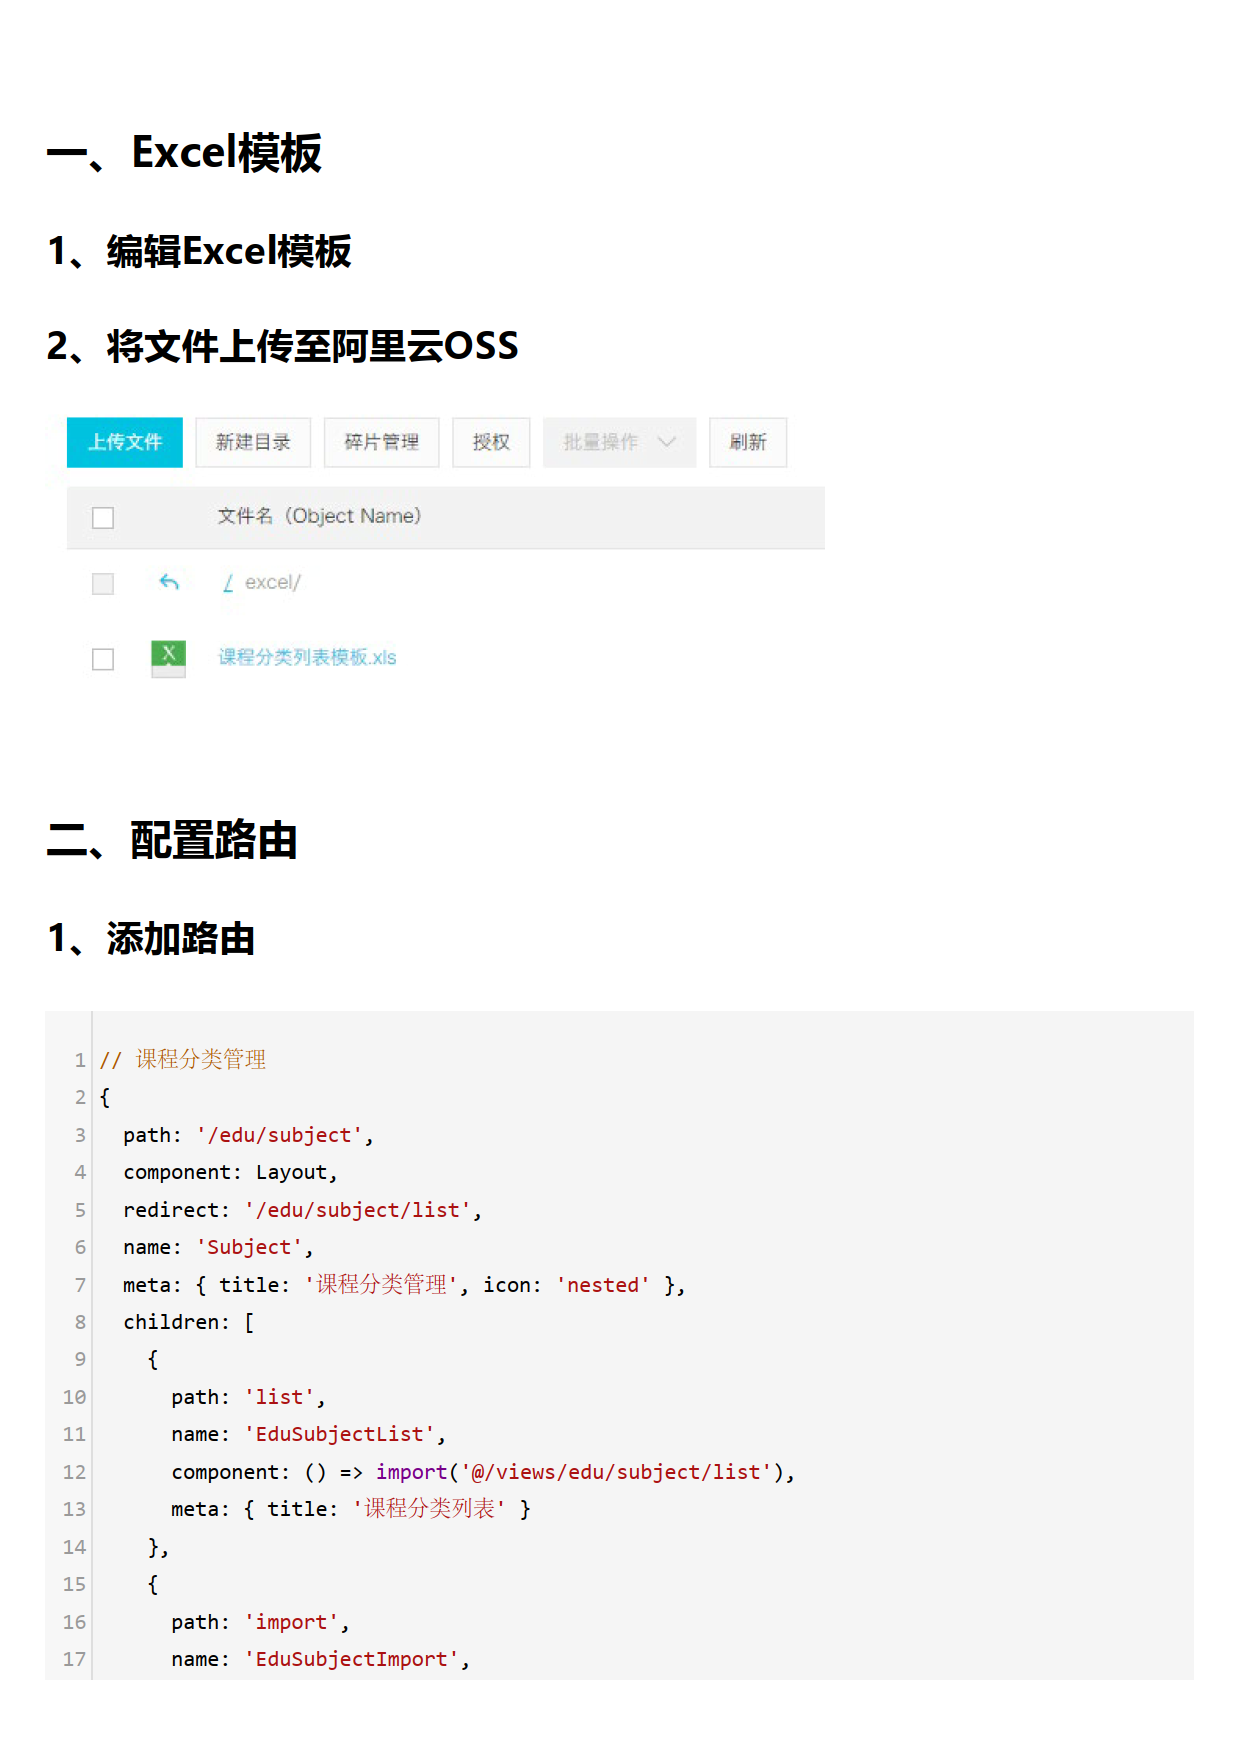 一、Excel模板
1、编辑Excel模板
2、将文件上传至阿里云OSS
上传文件 新建目录 碎片管理 授权 批量操作 刷新
文件名（Object Name）
/ excel/
课程分类列表模板.xls
二、配置路由
1、添加路由
1 // 课程分类管理
2 {
3   path: '/edu/subject',
4   component: Layout,
5   redirect: '/edu/subject/list',
6   name: 'Subject',
7   meta: { title: '课程分类管理', icon: 'nested' },
8   children: [
9     {
10       path: 'list',
11       name: 'EduSubjectList',
12       component: () => import('@/views/edu/subject/list'),
13       meta: { title: '课程分类列表' }
14     },
15     {
16       path: 'import',
17       name: 'EduSubjectImport',